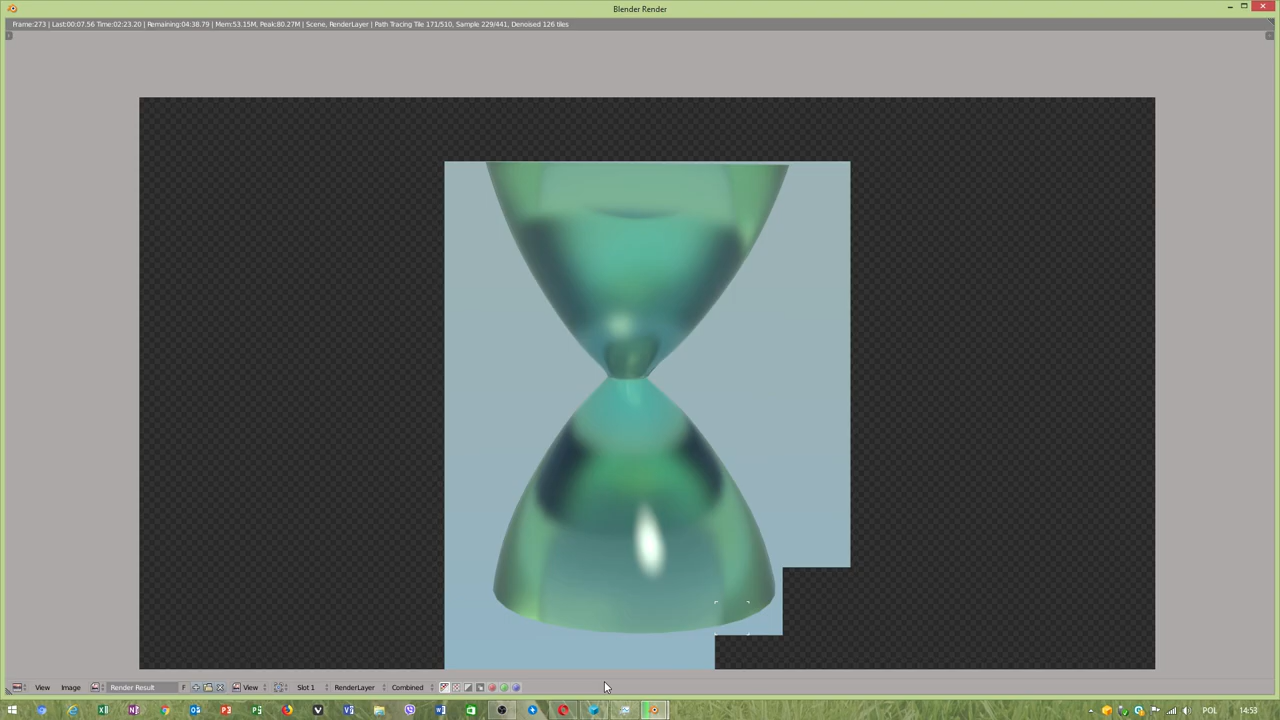 Blender Render
Frame:273 | Last:00:07.56 Time:02:23.20 | Remaining:04:38.79 | Mem:53.15M, Peak:80.27M | Scene, RenderLayer | Path Tracing Tile 171/510, Sample 229/441, Denoised 126 tiles
View Image Render Result F View Slot 1 RenderLayer Combined
POL 14:53